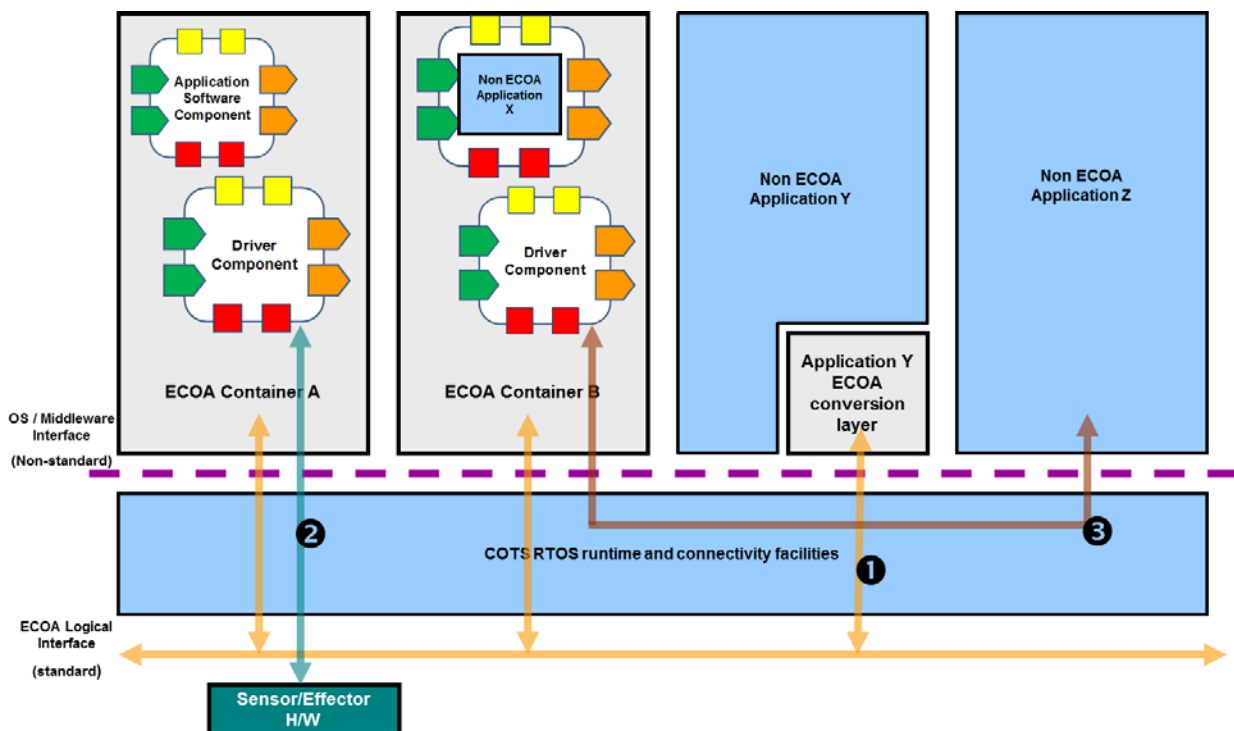 Application
Software
Component
Driver
Component
ECOA Container A
Non ECOA
Application
X
Driver
Component
ECOA Container B
Non ECOA
Application Y
Application Y
ECOA
conversion
layer
Non ECOA
Application Z
OS / Middleware
Interface
(Non-standard)
2
3
COTS RTOS runtime and connectivity facilities
1
ECOA Logical
Interface
(standard)
Sensor/Effector
H/W